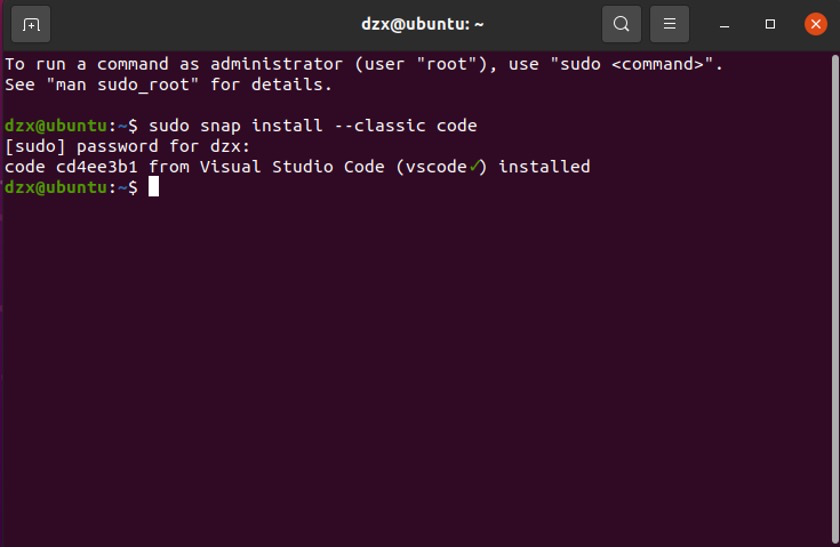 dzx@ubuntu: ~
To run a command as administrator (user "root"), use "sudo <command>".
See "man sudo_root" for details.
dzx@ubuntu:~$ sudo snap install --classic code
[sudo] password for dzx:
code cd4ee3b1 from Visual Studio Code (vscode✓) installed
dzx@ubuntu:~$